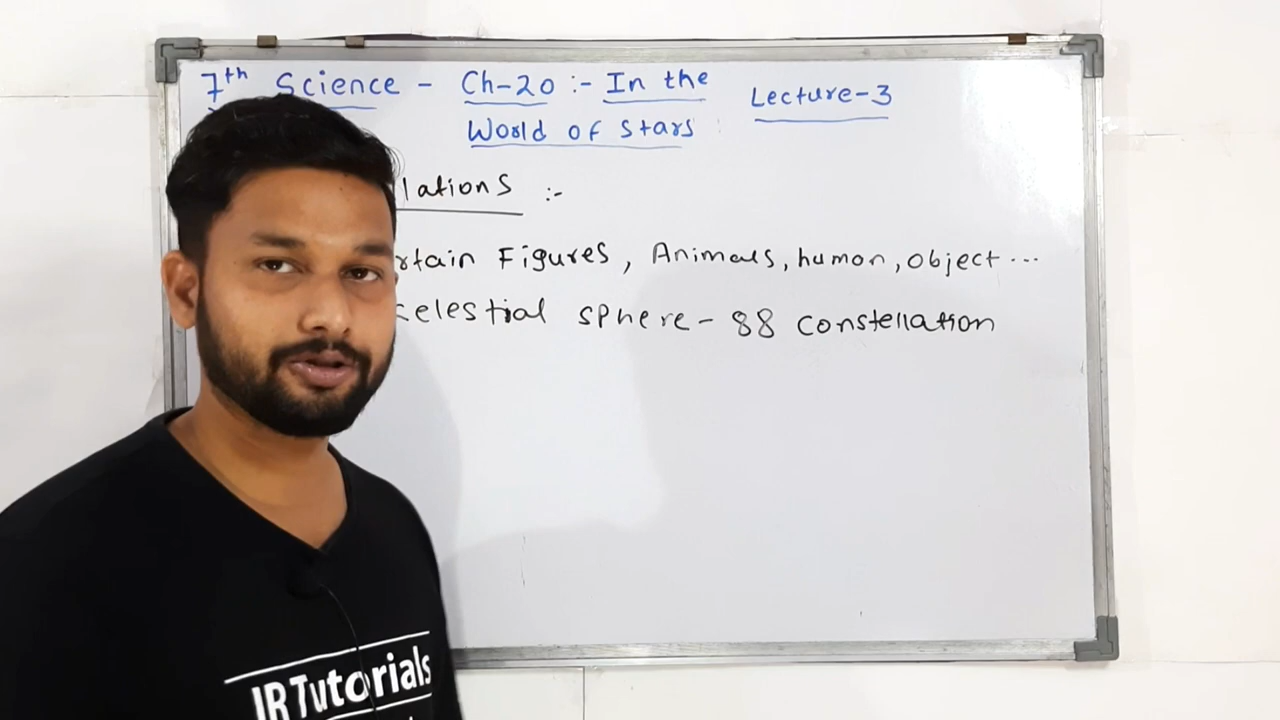 7th Science - Ch-20 :- In the
World of Stars
Lecture-3
lations :-
rtain Figures, Animals, human, object...
celestial sphere - 88 constellation
JR Tutorials